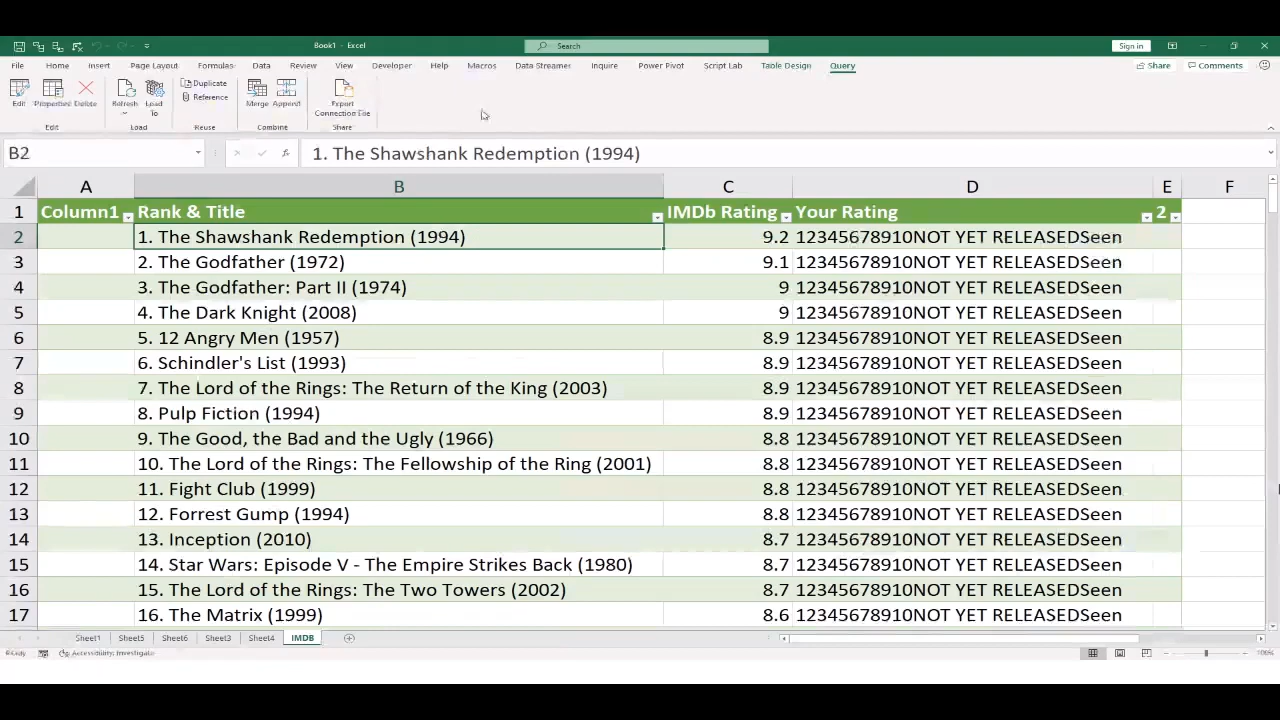 Book1 - Excel
Search
Sign in
File Home Insert Page Layout Formulas Data Review View Developer Help Macros Data Streamer Inquire Power Pivot Script Lab Table Design Query
Share Comments
Edit Properties Delete Refresh Load To Duplicate Reference Merge Append Export Connection File
Edit Load Reuse Combine Share
B2 fx 1. The Shawshank Redemption (1994)
A B C D E F
1 Column1 Rank & Title IMDb Rating Your Rating 2
2 1. The Shawshank Redemption (1994) 9.2 12345678910NOT YET RELEASEDSeen
3 2. The Godfather (1972) 9.1 12345678910NOT YET RELEASEDSeen
4 3. The Godfather: Part II (1974) 9 12345678910NOT YET RELEASEDSeen
5 4. The Dark Knight (2008) 9 12345678910NOT YET RELEASEDSeen
6 5. 12 Angry Men (1957) 8.9 12345678910NOT YET RELEASEDSeen
7 6. Schindler's List (1993) 8.9 12345678910NOT YET RELEASEDSeen
8 7. The Lord of the Rings: The Return of the King (2003) 8.9 12345678910NOT YET RELEASEDSeen
9 8. Pulp Fiction (1994) 8.9 12345678910NOT YET RELEASEDSeen
10 9. The Good, the Bad and the Ugly (1966) 8.8 12345678910NOT YET RELEASEDSeen
11 10. The Lord of the Rings: The Fellowship of the Ring (2001) 8.8 12345678910NOT YET RELEASEDSeen
12 11. Fight Club (1999) 8.8 12345678910NOT YET RELEASEDSeen
13 12. Forrest Gump (1994) 8.8 12345678910NOT YET RELEASEDSeen
14 13. Inception (2010) 8.7 12345678910NOT YET RELEASEDSeen
15 14. Star Wars: Episode V - The Empire Strikes Back (1980) 8.7 12345678910NOT YET RELEASEDSeen
16 15. The Lord of the Rings: The Two Towers (2002) 8.7 12345678910NOT YET RELEASEDSeen
17 16. The Matrix (1999) 8.6 12345678910NOT YET RELEASEDSeen
Sheet1 Sheet5 Sheet6 Sheet3 Sheet4 IMDB
Accessibility: Investigate 100%